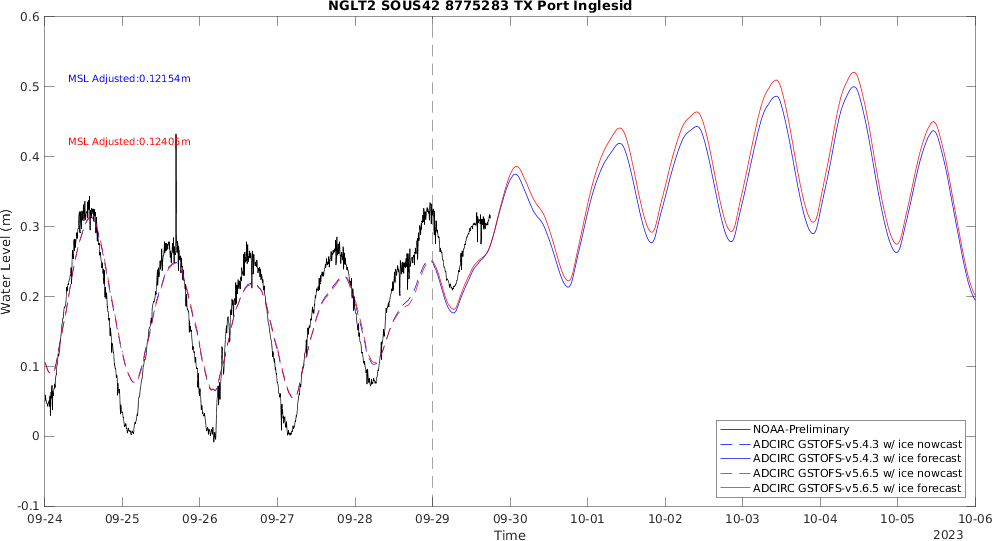 NGLT2 SOUS42 8775283 TX Port Inglesid
0.6
0.5
0.4
0.3
0.2
0.1
0
-0.1
Water Level (m)
MSL Adjusted:0.12154m
MSL Adjusted:0.12405m
NOAA-Preliminary
ADCIRC GSTOFS-v5.4.3 w/ ice nowcast
ADCIRC GSTOFS-v5.4.3 w/ ice forecast
ADCIRC GSTOFS-v5.6.5 w/ ice nowcast
ADCIRC GSTOFS-v5.6.5 w/ ice forecast
09-24 09-25 09-26 09-27 09-28 09-29 09-30 10-01 10-02 10-03 10-04 10-05 10-06
Time
2023